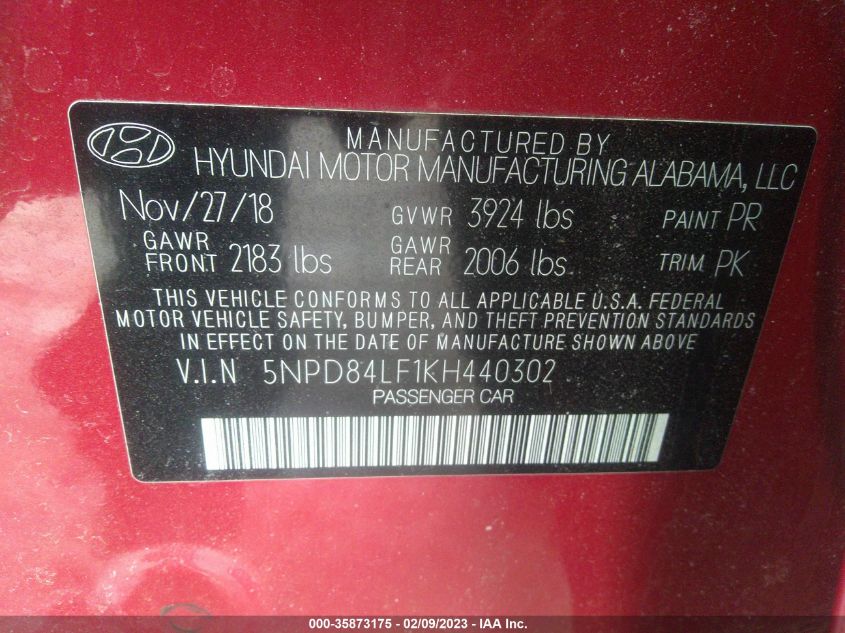 MANUFACTURED BY
HYUNDAI MOTOR MANUFACTURING ALABAMA, LLC
Nov/27/18 GVWR 3924 lbs PAINT PR
GAWR FRONT 2183 lbs GAWR REAR 2006 lbs TRIM PK
THIS VEHICLE CONFORMS TO ALL APPLICABLE U.S.A. FEDERAL
MOTOR VEHICLE SAFETY, BUMPER, AND THEFT PREVENTION STANDARDS
IN EFFECT ON THE DATE OF MANUFACTURE SHOWN ABOVE
V.I.N 5NPD84LF1KH440302
PASSENGER CAR
000-35873175 - 02/09/2023 - IAA Inc.